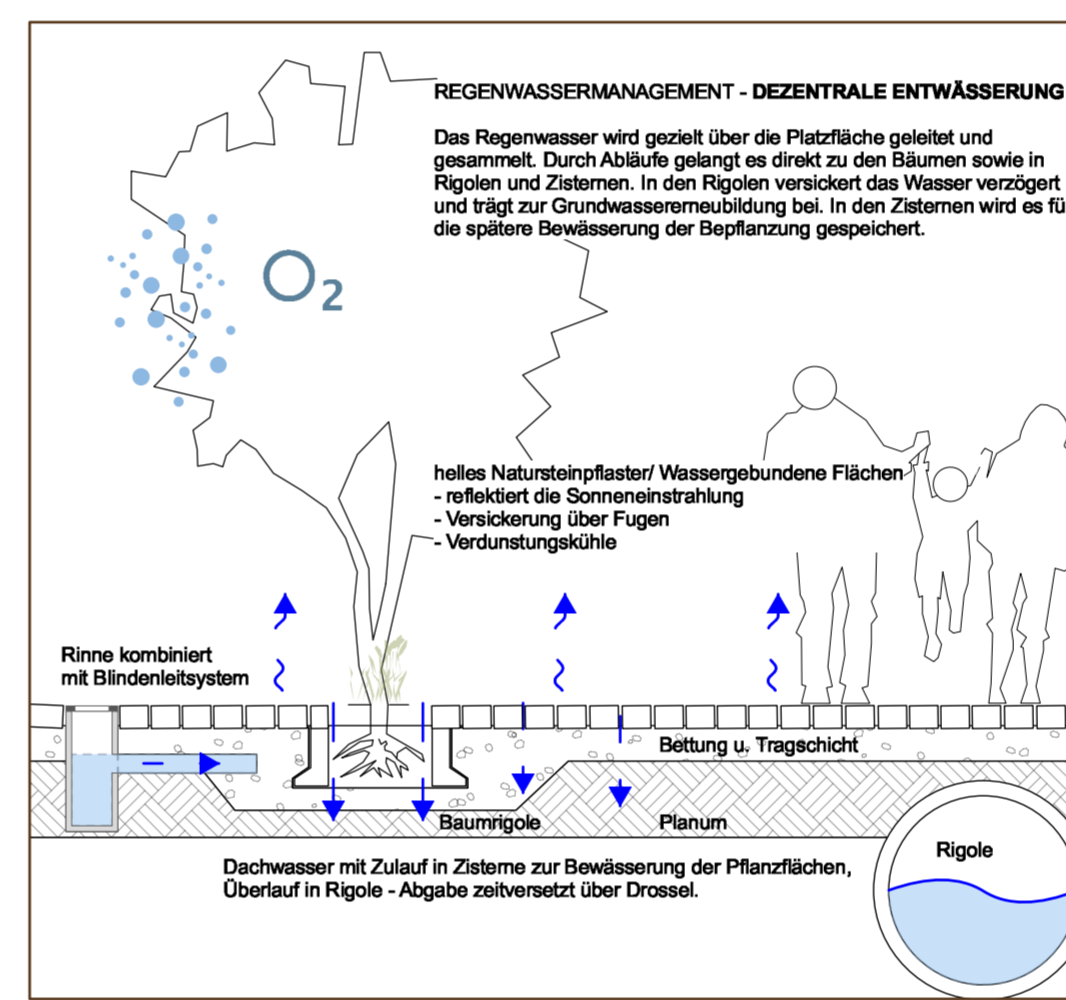 REGENWASSERMANAGEMENT - DEZENTRALE ENTWÄSSERUNG
Das Regenwasser wird gezielt über die Platzfläche geleitet und
gesammelt. Durch Abläufe gelangt es direkt zu den Bäumen sowie in
Rigolen und Zisternen. In den Rigolen versickert das Wasser verzögert
und trägt zur Grundwassererneubildung bei. In den Zisternen wird es fü
die spätere Bewässerung der Bepflanzung gespeichert.
O2
helles Natursteinpflaster/ Wassergebundene Flächen
- reflektiert die Sonneneinstrahlung
- Versickerung über Fugen
- Verdunstungskühle
Rinne kombiniert
mit Blindenleitsystem
Bettung u. Tragschicht
Baumrigole
Planum
Rigole
Dachwasser mit Zulauf in Zisterne zur Bewässerung der Pflanzflächen,
Überlauf in Rigole - Abgabe zeitversetzt über Drossel.